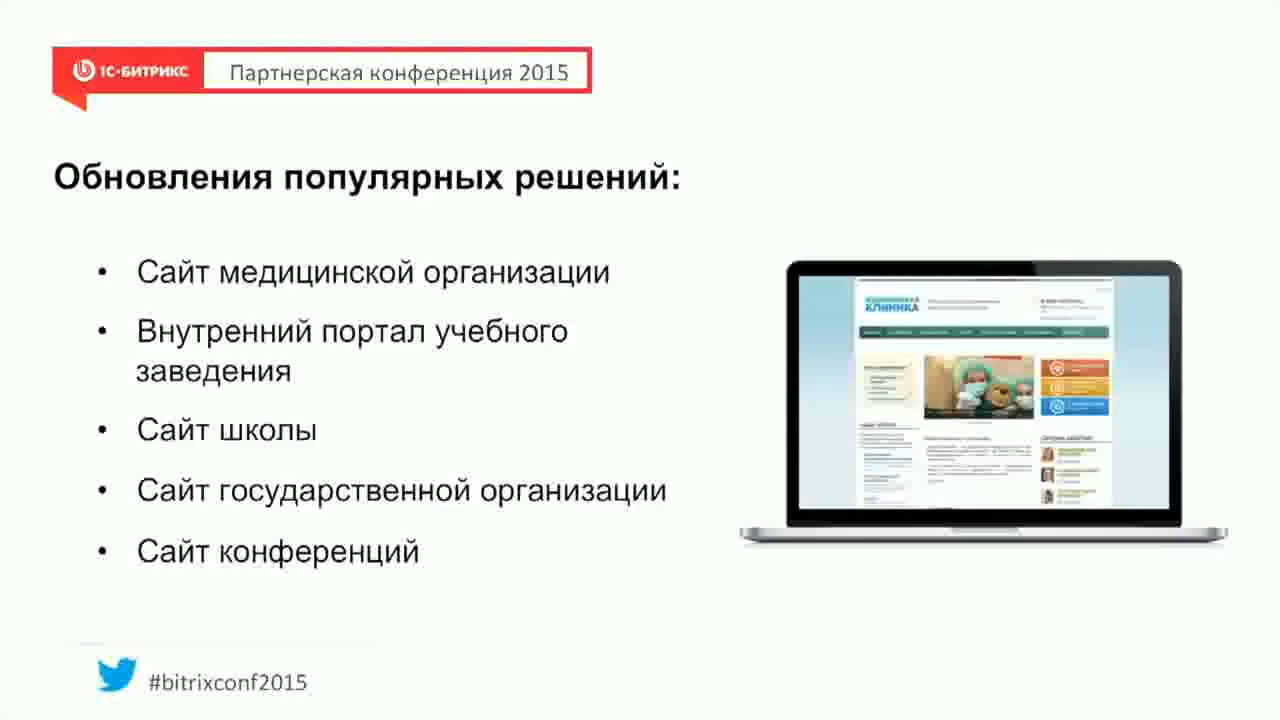 1С-БИТРИКС Партнерская конференция 2015
Обновления популярных решений:
• Сайт медицинской организации
• Внутренний портал учебного
заведения
• Сайт школы
• Сайт государственной организации
• Сайт конференций
КЛИНИКА
#bitrixconf2015